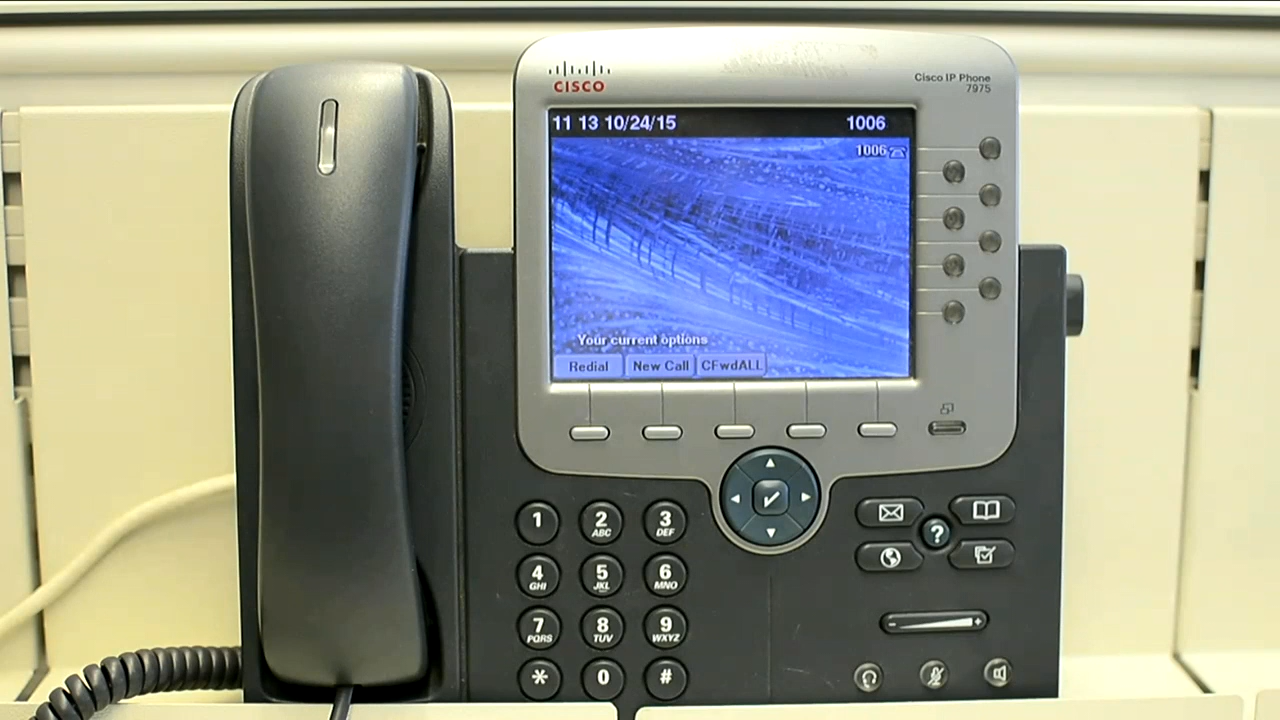 CISCO
Cisco IP Phone
7975
11 13 10/24/15 1006
1006
Your current options
Redial New Call CFwdALL
1 2 ABC 3 DEF
4 GHI 5 JKL 6 MNO
7 PQRS 8 TUV 9 WXYZ
* 0 #
?
- +